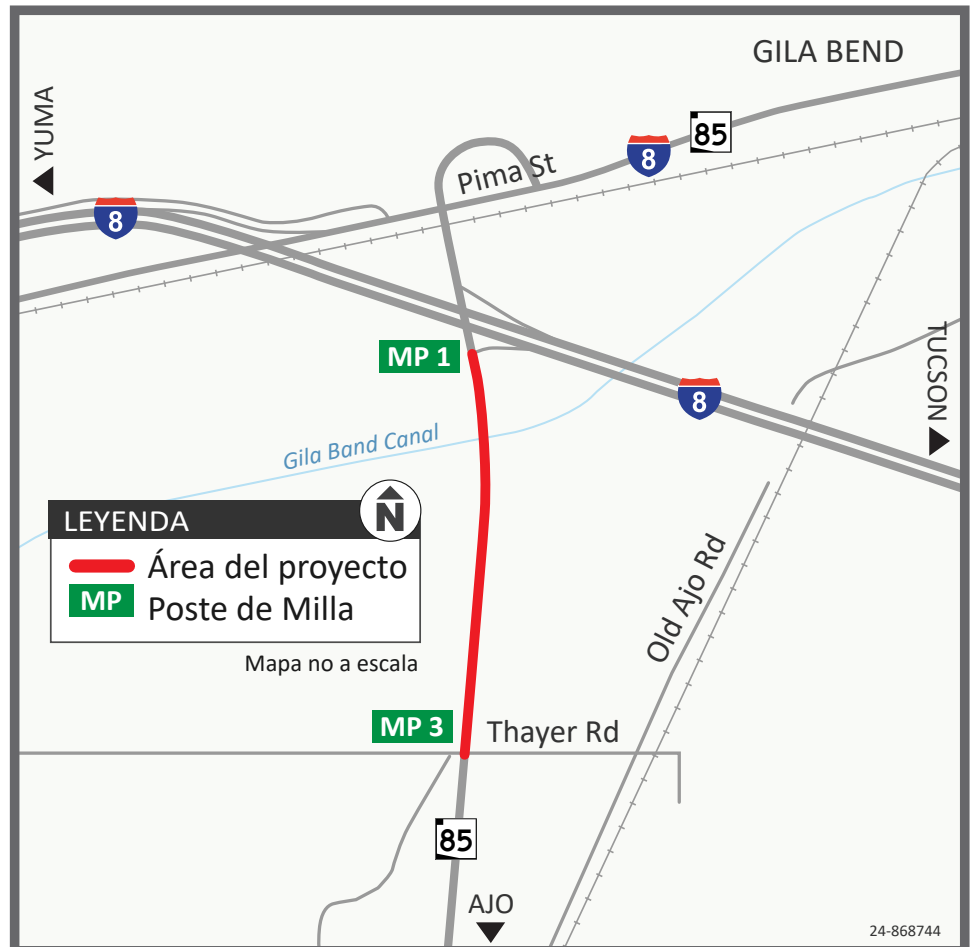 GILA BEND
YUMA
85
8
Pima St
8
MP 1
TUCSON
8
Gila Band Canal
LEYENDA
N
Área del proyecto
MP Poste de Milla
Mapa no a escala
Old Ajo Rd
MP 3
Thayer Rd
85
AJO
24-868744